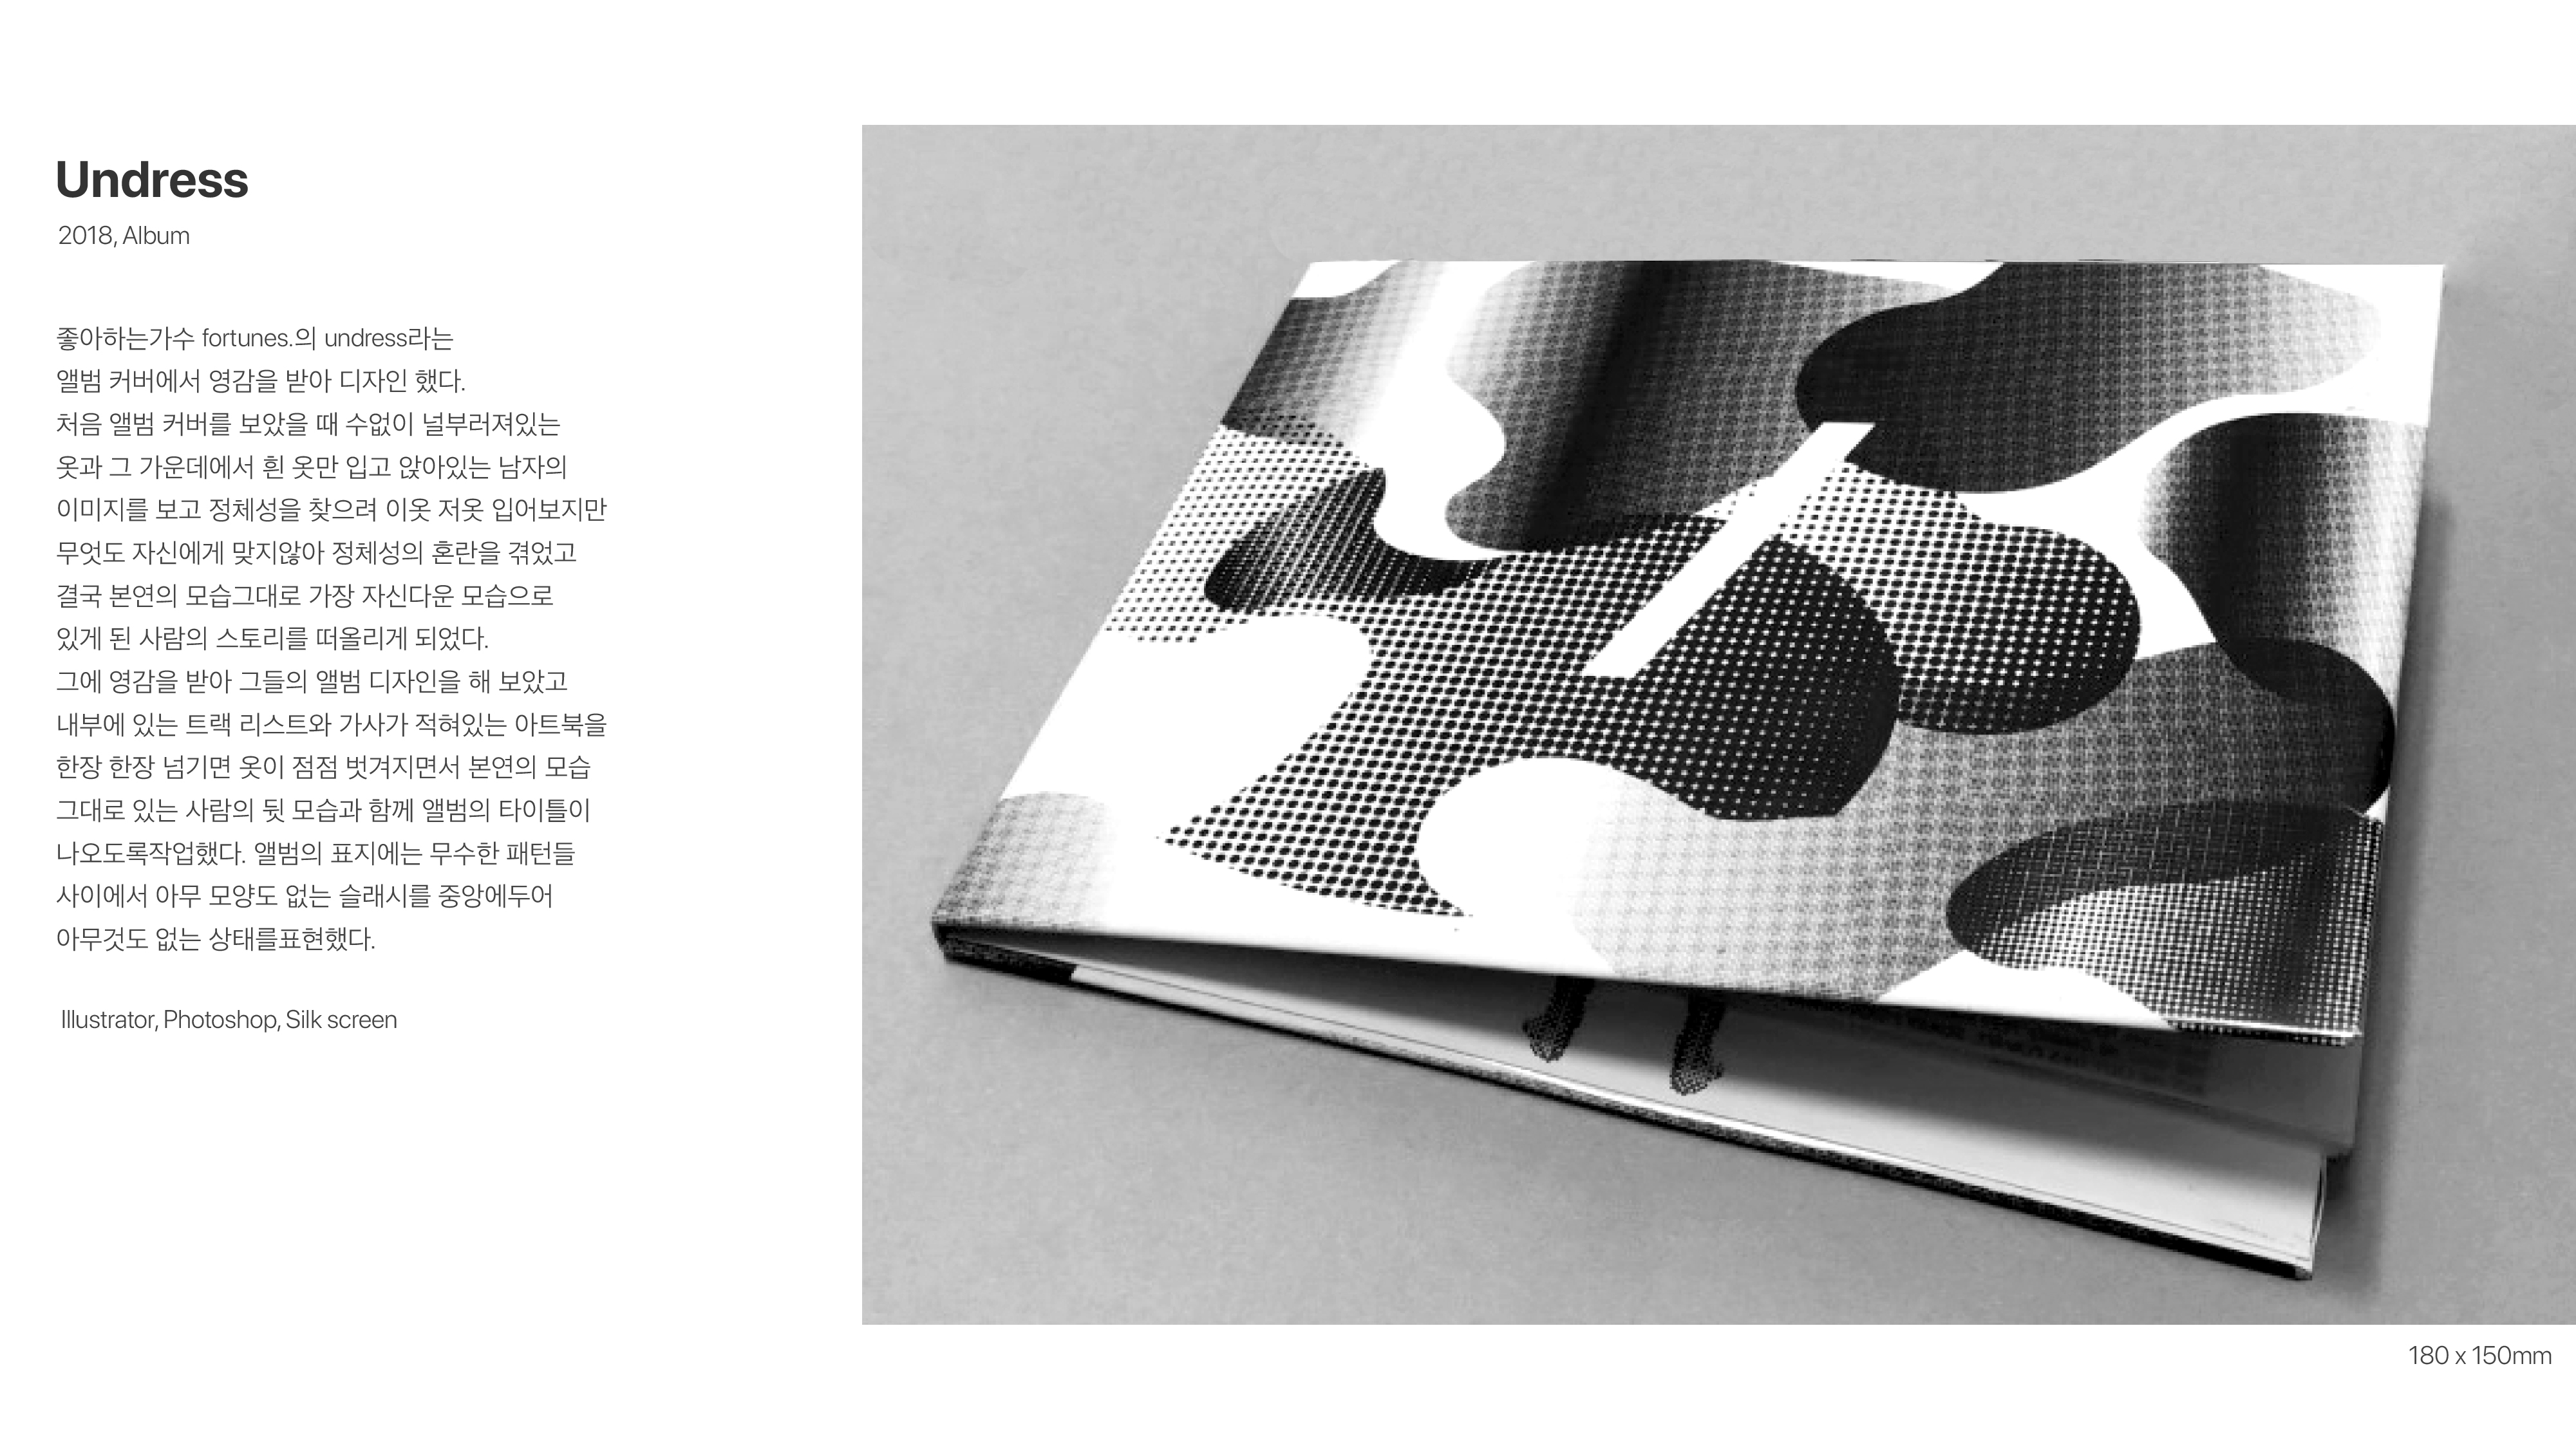 Undress
2018, Album
좋아하는가수 fortunes.의 undress라는
앨범 커버에서 영감을 받아 디자인 했다.
처음 앨범 커버를 보았을 때 수없이 널부러져있는
옷과 그 가운데에서 흰 옷만 입고 앉아있는 남자의
이미지를 보고 정체성을 찾으려 이옷 저옷 입어보지만
무엇도 자신에게 맞지않아 정체성의 혼란을 겪었고
결국 본연의 모습그대로 가장 자신다운 모습으로
있게 된 사람의 스토리를 떠올리게 되었다.
그에 영감을 받아 그들의 앨범 디자인을 해 보았고
내부에 있는 트랙 리스트와 가사가 적혀있는 아트북을
한장 한장 넘기면 옷이 점점 벗겨지면서 본연의 모습
그대로 있는 사람의 뒷 모습과 함께 앨범의 타이틀이
나오도록작업했다. 앨범의 표지에는 무수한 패턴들
사이에서 아무 모양도 없는 슬래시를 중앙에두어
아무것도 없는 상태를표현했다.
Illustrator, Photoshop, Silk screen
180 x 150mm